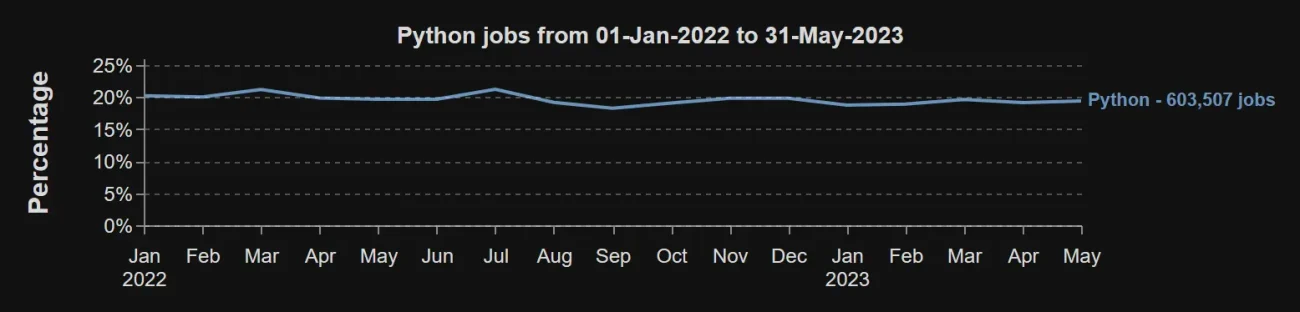 Python jobs from 01-Jan-2022 to 31-May-2023
Percentage
25%
20%
15%
10%
5%
0%
Python - 603,507 jobs
Jan Feb Mar Apr May Jun Jul Aug Sep Oct Nov Dec Jan Feb Mar Apr May
2022 2023